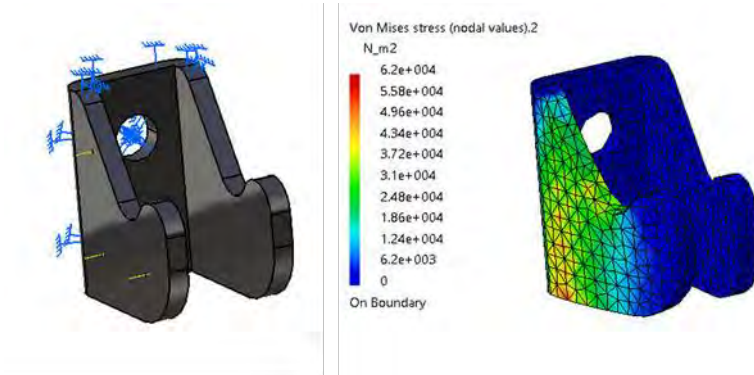 Von Mises stress (nodal values).2
N_m2
6.2e+004
5.58e+004
4.96e+004
4.34e+004
3.72e+004
3.1e+004
2.48e+004
1.86e+004
1.24e+004
6.2e+003
0
On Boundary